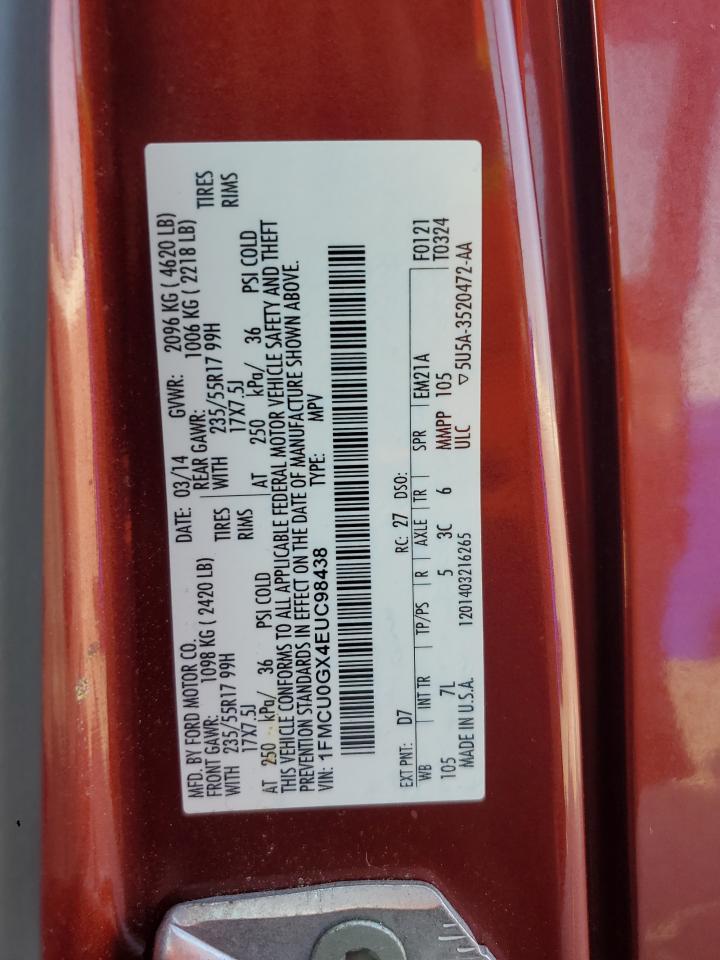 MFD. BY FORD MOTOR CO.
DATE: 03/14 GVWR: 2096 KG ( 4620 LB)
FRONT GAWR: 1098 KG ( 2420 LB) REAR GAWR: 1006 KG ( 2218 LB)
WITH 235/55R17 99H TIRES WITH 235/55R17 99H TIRES
17X7.5J RIMS 17X7.5J RIMS
AT 250 kPa/ 36 PSI COLD AT 250 kPa/ 36 PSI COLD
THIS VEHICLE CONFORMS TO ALL APPLICABLE FEDERAL MOTOR VEHICLE SAFETY AND THEFT
PREVENTION STANDARDS IN EFFECT ON THE DATE OF MANUFACTURE SHOWN ABOVE.
VIN: 1FMCU0GX4EUC98438 TYPE: MPV
EXT PNT: D7 RC: 27 DSO: F0121
WB INT TR TP/PS R AXLE TR SPR EM21A T0324
105 7L 5 3C 6 MMPP 105
MADE IN U.S.A. 1201403216265 ULC ▽5U5A-3520472-AA